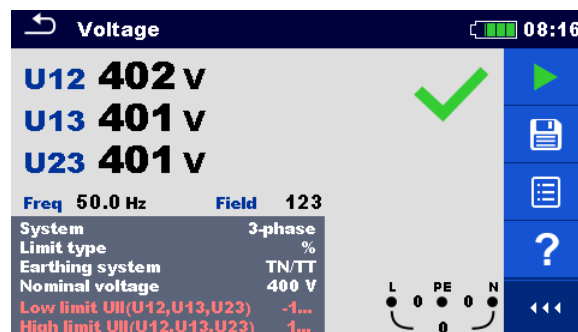 Voltage
08:16
U12 402 V
U13 401 V
U23 401 V
Freq 50.0 Hz Field 123
System 3-phase
Limit type %
Earthing system TN/TT
Nominal voltage 400 V
Low limit Ull(U12,U13,U23) -1...
High limit Ull(U12,U13,U23) 1...
?
L PE N
0 0
0